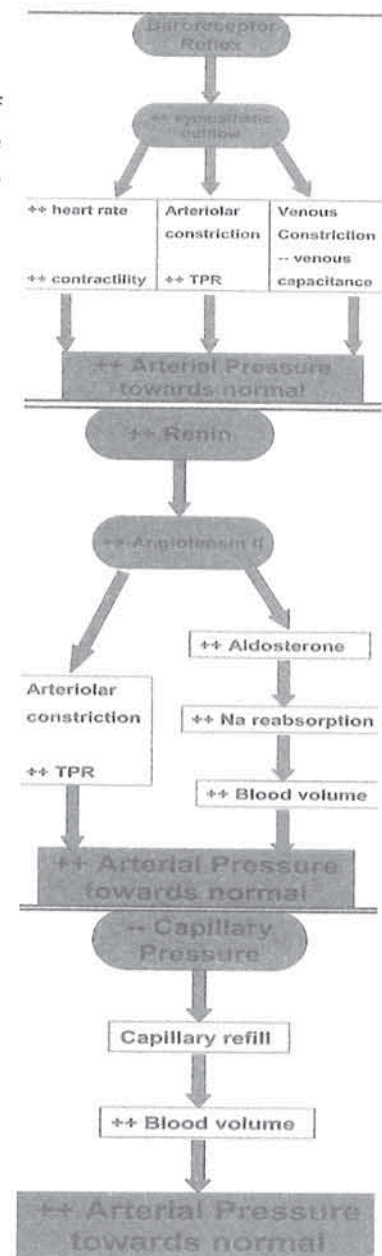 Baroreceptor
Reflex
++ sympathetic
outflow
++ heart rate
++ contractility
Arteriolar
constriction
++ TPR
Venous
Constriction
-- venous
capacitance
++ Arterial Pressure
towards normal
++ Renin
++ Angiotensin II
Arteriolar
constriction
++ TPR
++ Aldosterone
++ Na reabsorption
++ Blood volume
++ Arterial Pressure
towards normal
-- Capillary
Pressure
Capillary refill
++ Blood volume
++ Arterial Pressure
towards normal